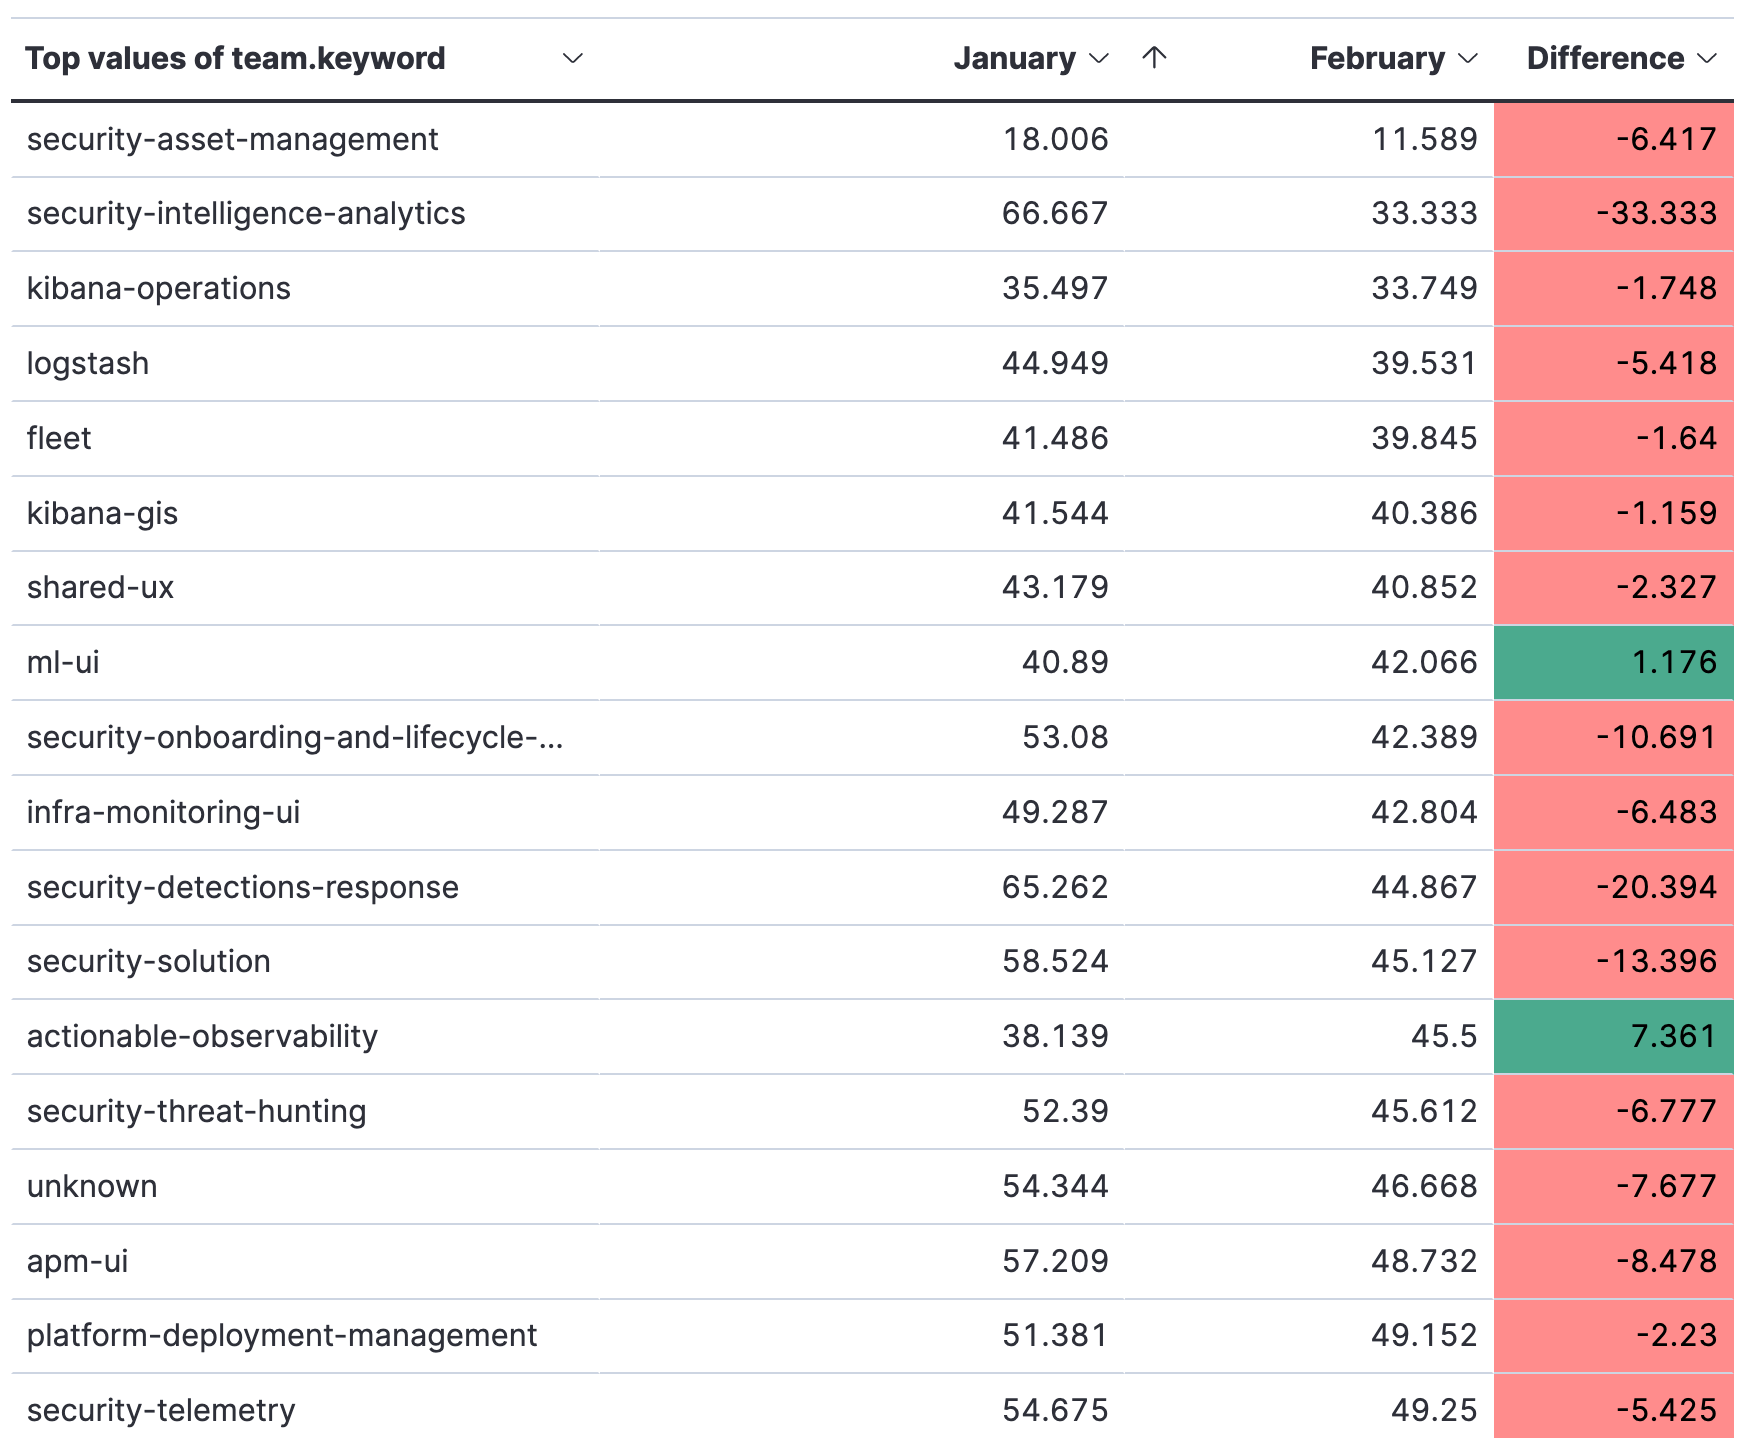 Top values of team.keyword January February Difference
security-asset-management 18.006 11.589 -6.417
security-intelligence-analytics 66.667 33.333 -33.333
kibana-operations 35.497 33.749 -1.748
logstash 44.949 39.531 -5.418
fleet 41.486 39.845 -1.64
kibana-gis 41.544 40.386 -1.159
shared-ux 43.179 40.852 -2.327
ml-ui 40.89 42.066 1.176
security-onboarding-and-lifecycle-... 53.08 42.389 -10.691
infra-monitoring-ui 49.287 42.804 -6.483
security-detections-response 65.262 44.867 -20.394
security-solution 58.524 45.127 -13.396
actionable-observability 38.139 45.5 7.361
security-threat-hunting 52.39 45.612 -6.777
unknown 54.344 46.668 -7.677
apm-ui 57.209 48.732 -8.478
platform-deployment-management 51.381 49.152 -2.23
security-telemetry 54.675 49.25 -5.425